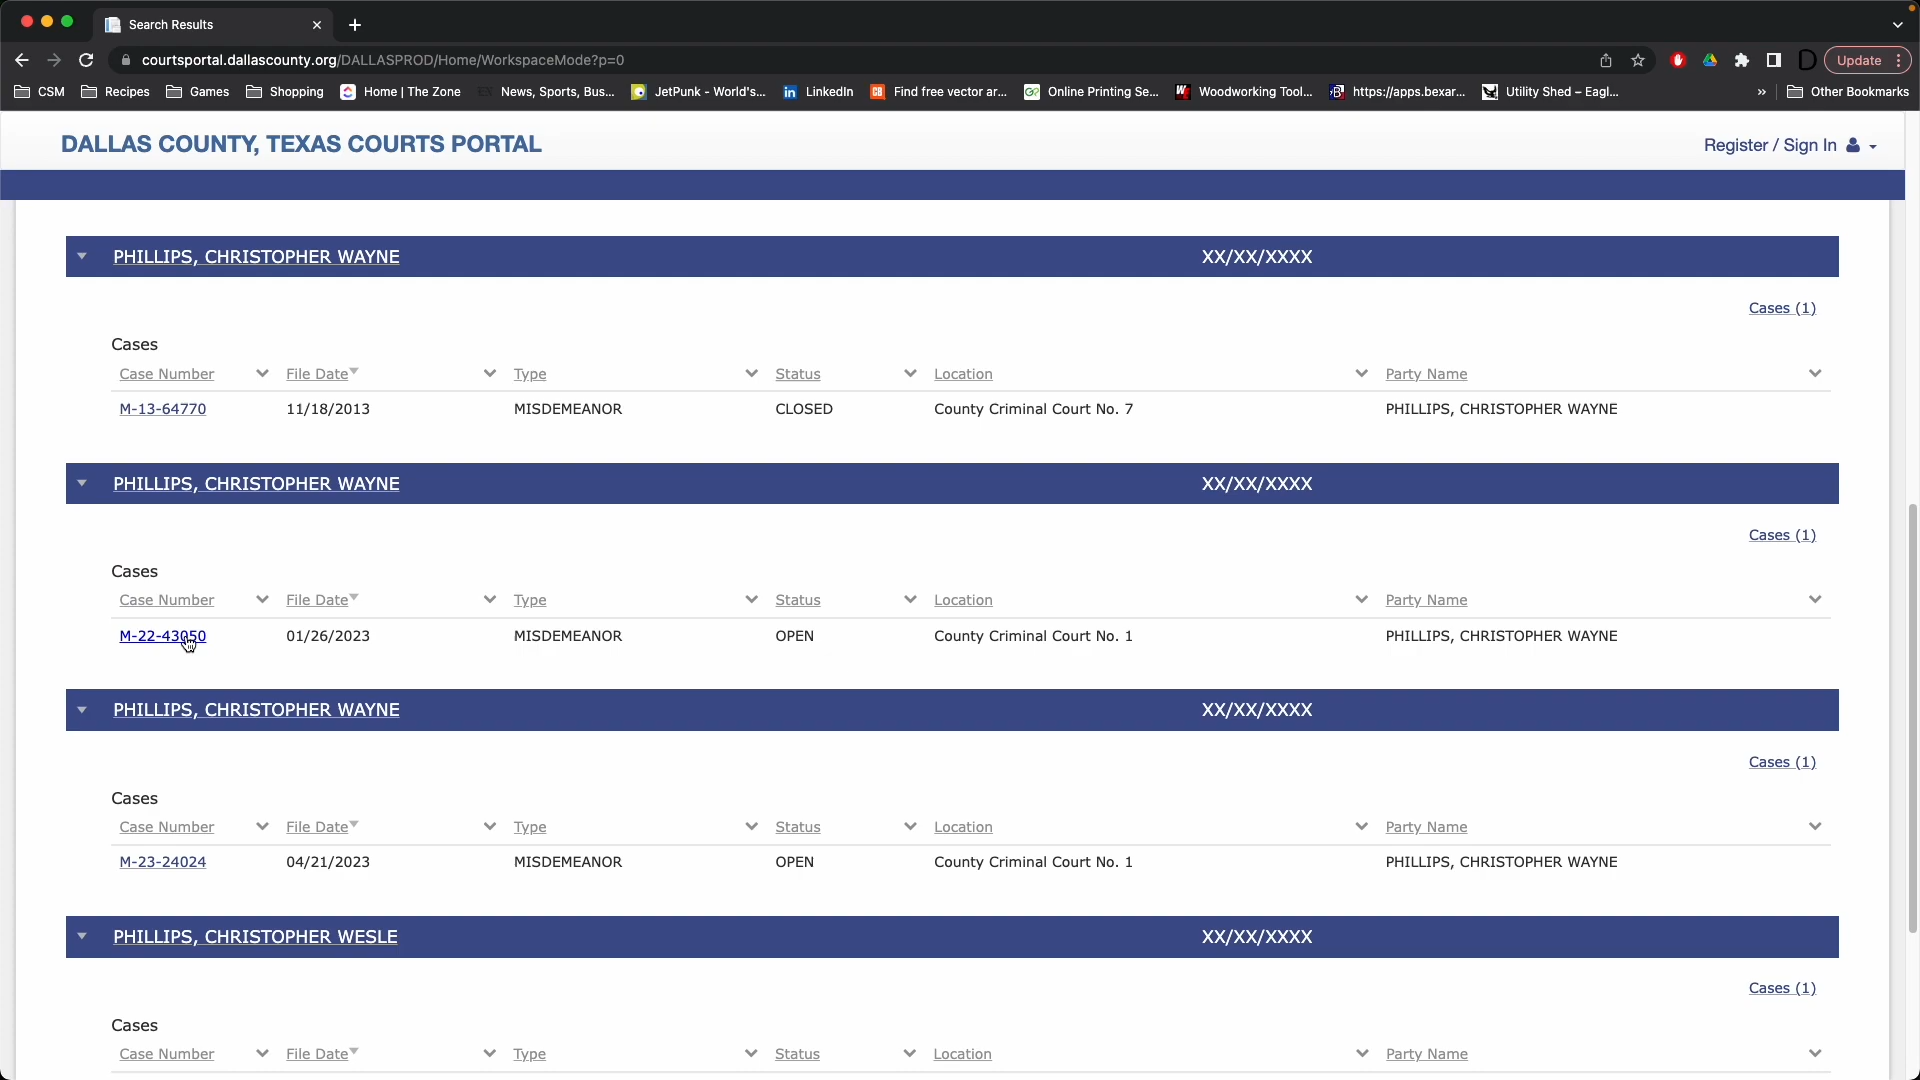 Search Results
courtsportal.dallascounty.org/DALLASPROD/Home/WorkspaceMode?p=0
Update
CSM Recipes Games Shopping Home | The Zone News, Sports, Bus... JetPunk - World's... LinkedIn Find free vector ar... Online Printing Se... Woodworking Tool... https://apps.bexar... Utility Shed – Eagl... » Other Bookmarks
DALLAS COUNTY, TEXAS COURTS PORTAL
Register / Sign In
PHILLIPS, CHRISTOPHER WAYNE XX/XX/XXXX
Cases (1)
Cases
Case Number File Date Type Status Location Party Name
M-13-64770 11/18/2013 MISDEMEANOR CLOSED County Criminal Court No. 7 PHILLIPS, CHRISTOPHER WAYNE
PHILLIPS, CHRISTOPHER WAYNE XX/XX/XXXX
Cases (1)
Cases
Case Number File Date Type Status Location Party Name
M-22-43050 01/26/2023 MISDEMEANOR OPEN County Criminal Court No. 1 PHILLIPS, CHRISTOPHER WAYNE
PHILLIPS, CHRISTOPHER WAYNE XX/XX/XXXX
Cases (1)
Cases
Case Number File Date Type Status Location Party Name
M-23-24024 04/21/2023 MISDEMEANOR OPEN County Criminal Court No. 1 PHILLIPS, CHRISTOPHER WAYNE
PHILLIPS, CHRISTOPHER WESLE XX/XX/XXXX
Cases (1)
Cases
Case Number File Date Type Status Location Party Name